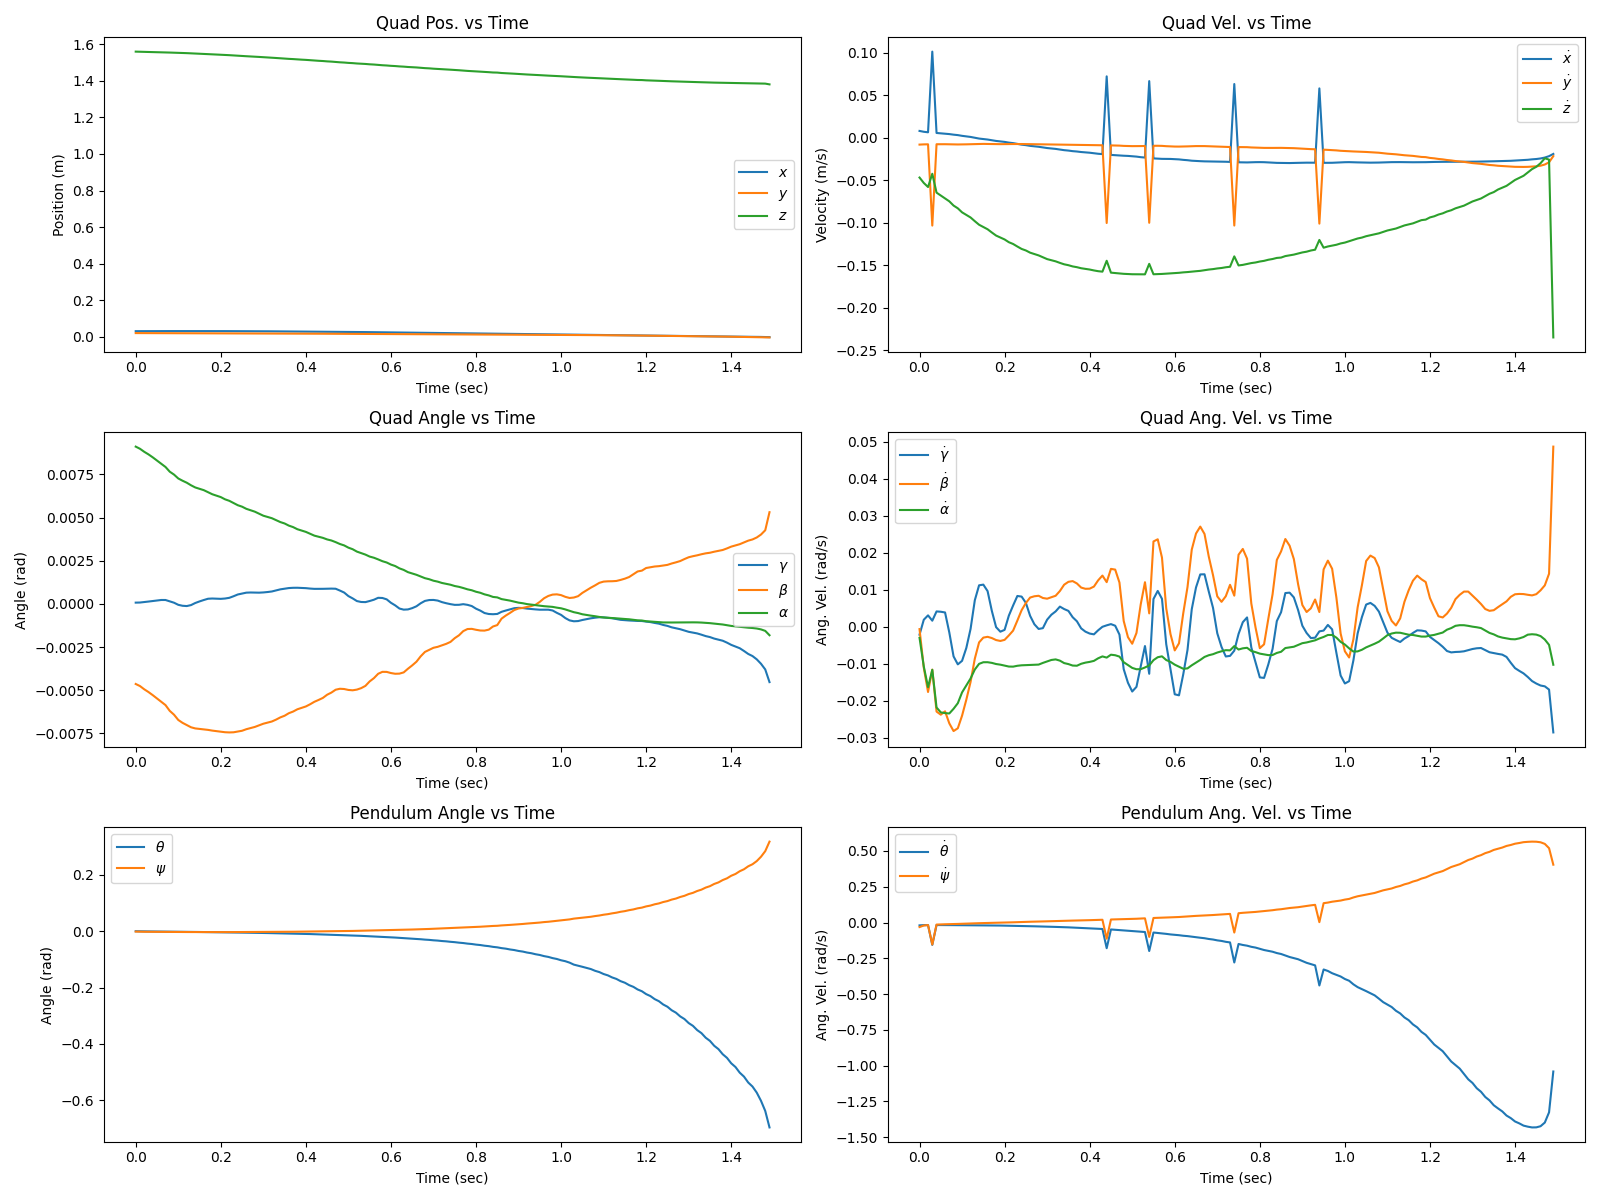 Quad Pos. vs Time
Position (m)
1.6
1.4
1.2
1.0
0.8
0.6
0.4
0.2
0.0
x
y
z
0.0 0.2 0.4 0.6 0.8 1.0 1.2 1.4
Time (sec)
Quad Vel. vs Time
Velocity (m/s)
0.10
0.05
0.00
−0.05
−0.10
−0.15
−0.20
−0.25
ẋ
ẏ
ż
0.0 0.2 0.4 0.6 0.8 1.0 1.2 1.4
Time (sec)
Quad Angle vs Time
Angle (rad)
0.0075
0.0050
0.0025
0.0000
−0.0025
−0.0050
−0.0075
γ
β
α
0.0 0.2 0.4 0.6 0.8 1.0 1.2 1.4
Time (sec)
Quad Ang. Vel. vs Time
Ang. Vel. (rad/s)
0.05
0.04
0.03
0.02
0.01
0.00
−0.01
−0.02
−0.03
γ̇
β̇
α̇
0.0 0.2 0.4 0.6 0.8 1.0 1.2 1.4
Time (sec)
Pendulum Angle vs Time
Angle (rad)
0.2
0.0
−0.2
−0.4
−0.6
θ
ψ
0.0 0.2 0.4 0.6 0.8 1.0 1.2 1.4
Time (sec)
Pendulum Ang. Vel. vs Time
Ang. Vel. (rad/s)
0.50
0.25
0.00
−0.25
−0.50
−0.75
−1.00
−1.25
−1.50
θ̇
ψ̇
0.0 0.2 0.4 0.6 0.8 1.0 1.2 1.4
Time (sec)